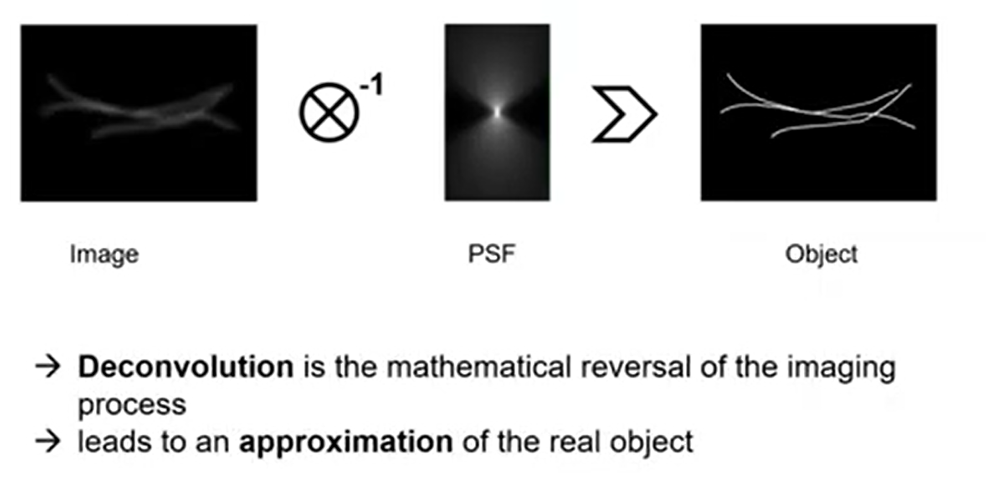 ⊗-1
Image
PSF
Object
→ Deconvolution is the mathematical reversal of the imaging
process
→ leads to an approximation of the real object